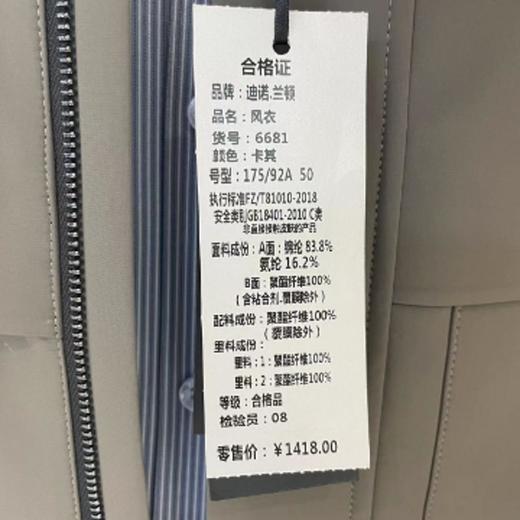 合格证
品牌：迪诺.兰顿
品名：风衣
货号：6681
颜色：卡其
号型：175/92A 50
执行标准FZ/T81010-2018
安全类别GB18401-2010 C类
非直接接触皮肤的产品
面料成份：A面：锦纶 83.8%
氨纶 16.2%
B面：聚酯纤维100%
（含粘合剂.覆膜除外）
配料成份：聚酯纤维100%
（覆膜除外）
里料成份：
里料：1：聚酯纤维100%
里料：2：聚酯纤维100%
等级：合格品
检验员：08
零售价：￥1418.00